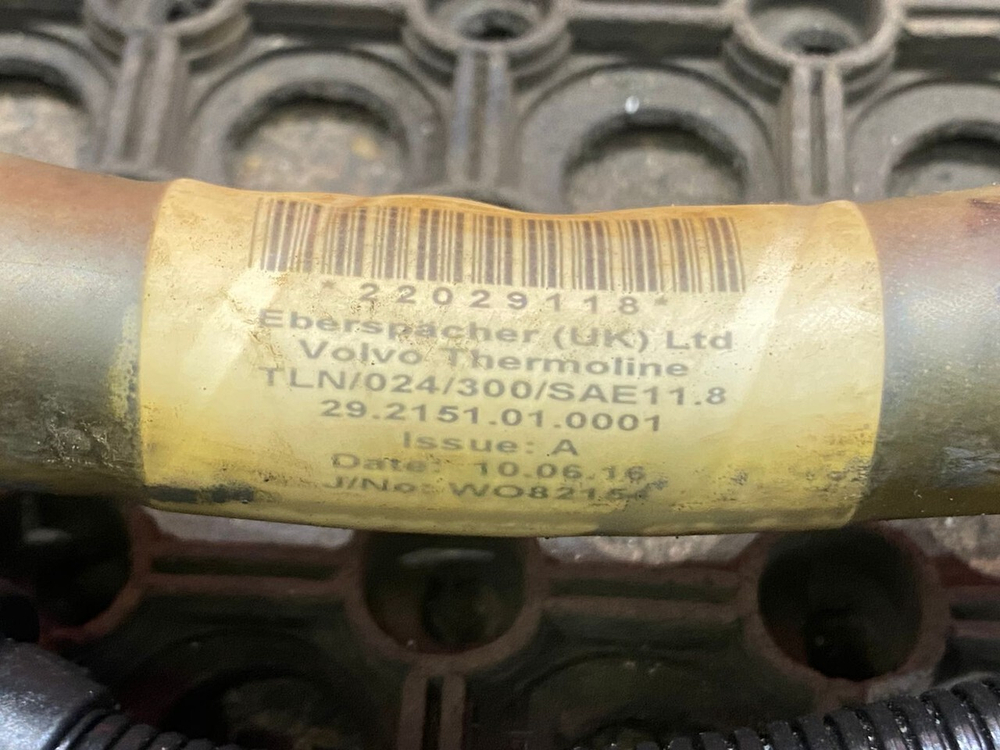 *22029118*
Eberspacher (UK) Ltd
Volvo Thermoline
TLN/024/300/SAE11.8
29.2151.01.0001
Issue: A
Date: 10.06.16
J/No: